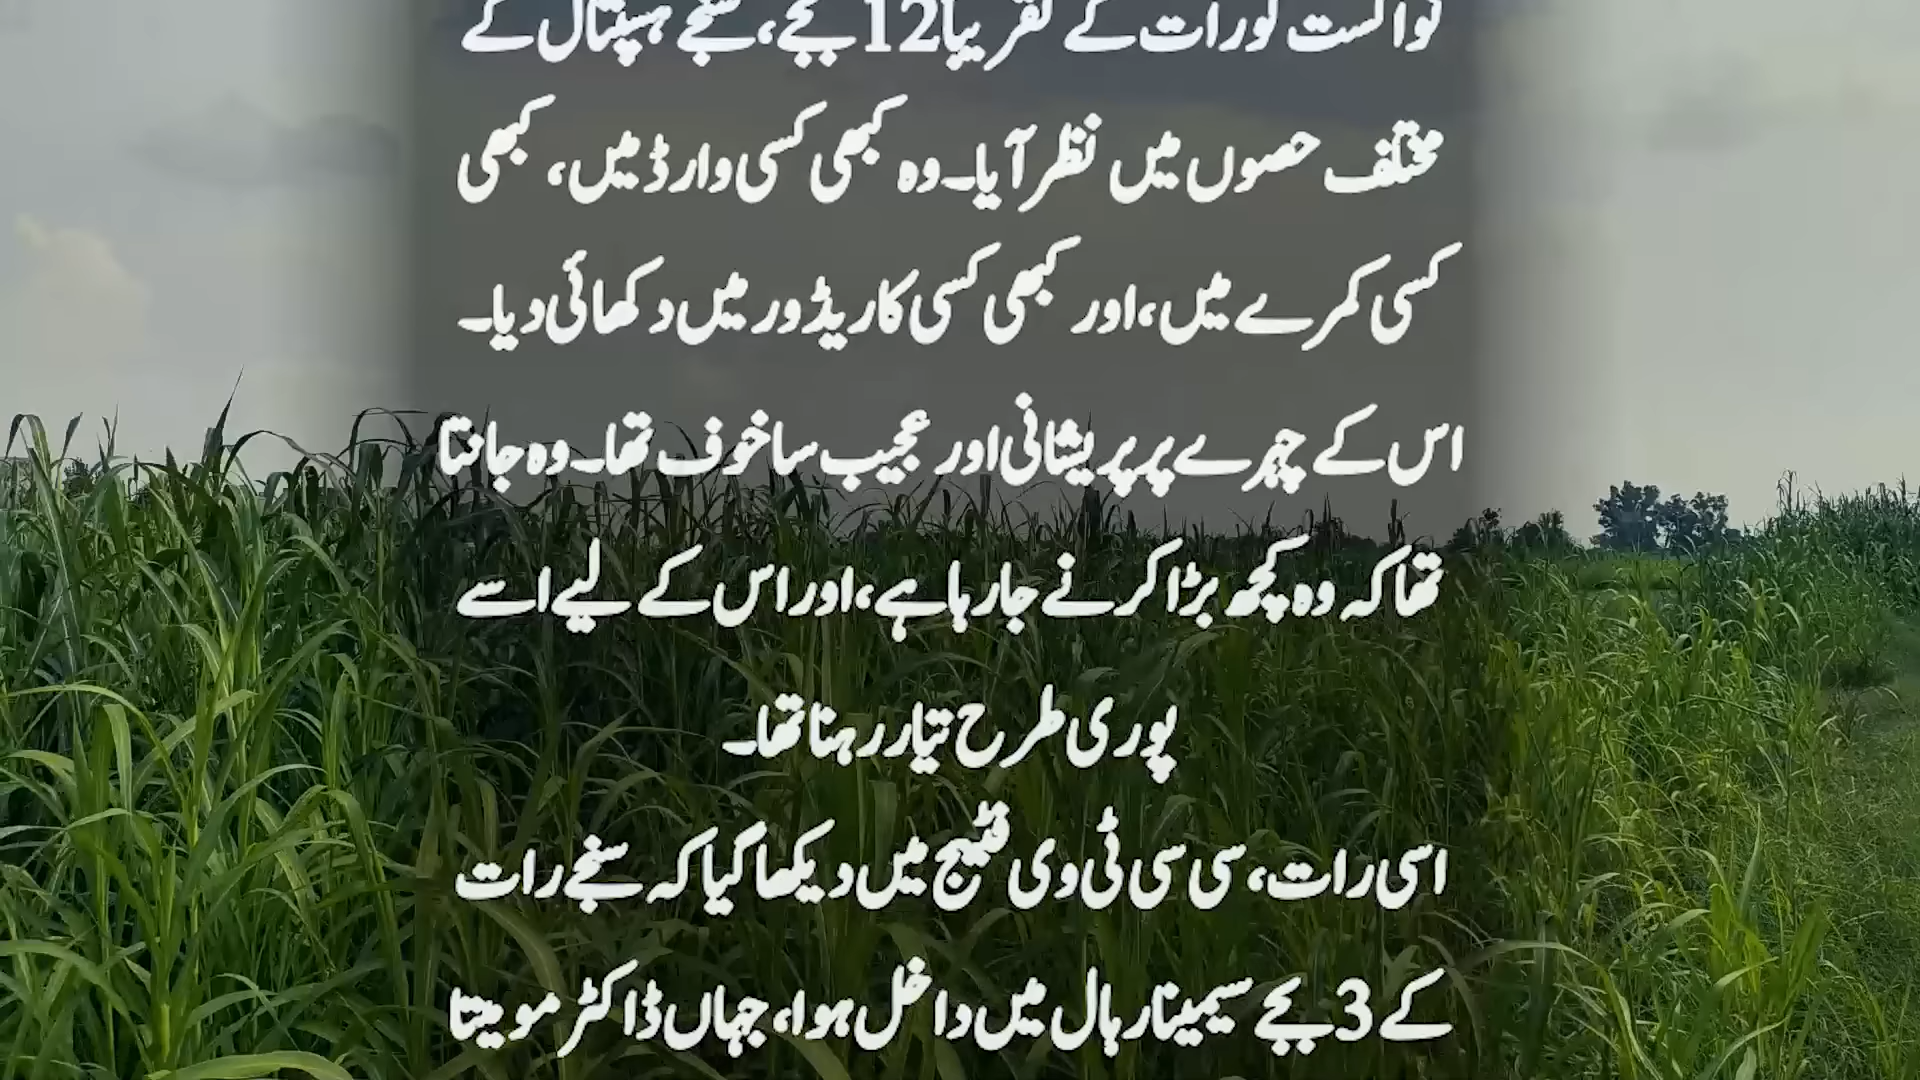 نو اگست کو رات کے تقریباً 12 بجے، سنجے ہسپتال کے
مختلف حصوں میں نظر آیا۔ وہ کبھی کسی وارڈ میں، کبھی
کسی کمرے میں، اور کبھی کسی کاریڈور میں دکھائی دیا۔
اس کے چہرے پر پریشانی اور عجیب سا خوف تھا۔ وہ جانتا
تھا کہ وہ کچھ بڑا کرنے جا رہا ہے، اور اس کے لیے اسے
پوری طرح تیار رہنا تھا۔
اسی رات، سی سی ٹی وی فٹیج میں دیکھا گیا کہ سنجے رات
کے 3 بجے سیمینار ہال میں داخل ہوا، جہاں ڈاکٹر مومیتا